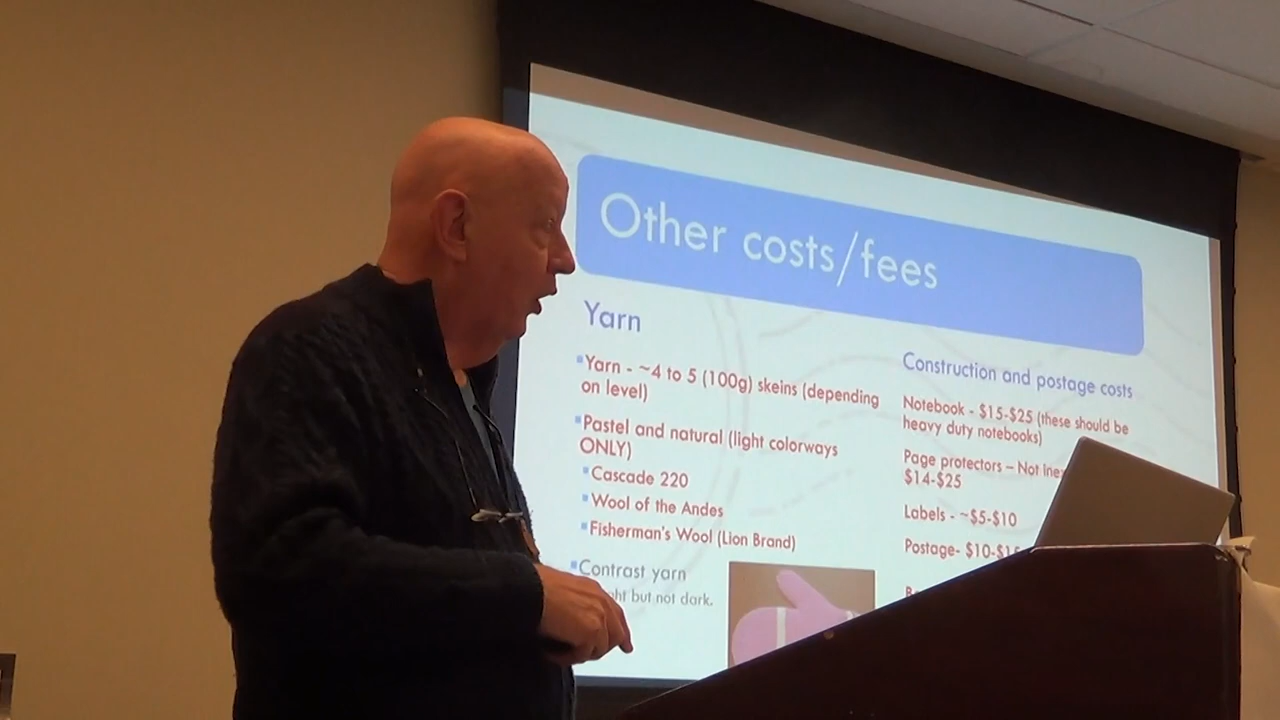 Other costs/fees
Yarn
Yarn - ~4 to 5 (100g) skeins (depending
on level)
Pastel and natural (light colorways
ONLY)
Cascade 220
Wool of the Andes
Fisherman's Wool (Lion Brand)
Contrast yarn
but not dark.
Construction and postage costs
Notebook - $15-$25 (these should be
heavy duty notebooks)
Page protectors – Not
$14-$25
Labels - ~$5-$10
Postage- $10-$15